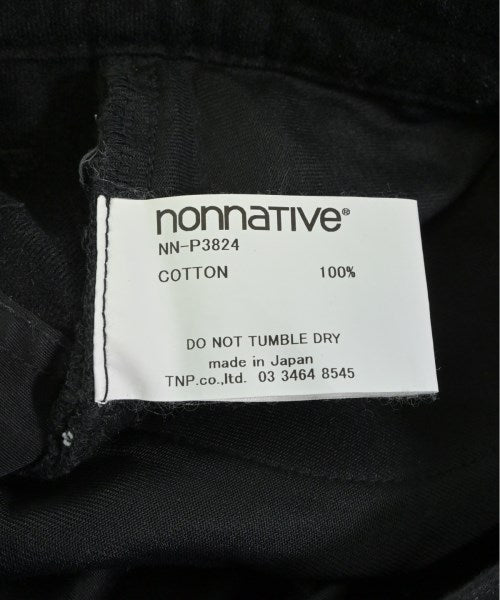 nonnative®
NN-P3824
COTTON 100%
DO NOT TUMBLE DRY
made in Japan
TNP.co.,ltd. 03 3464 8545